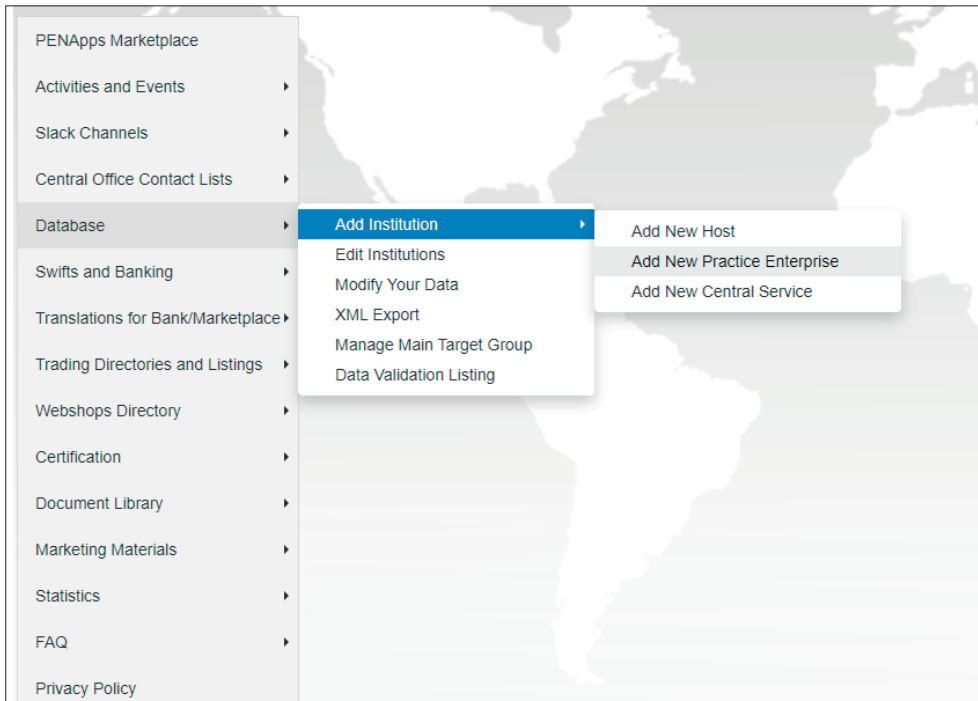 PENApps Marketplace
Activities and Events
Slack Channels
Central Office Contact Lists
Database
Swifts and Banking
Translations for Bank/Marketplace
Trading Directories and Listings
Webshops Directory
Certification
Document Library
Marketing Materials
Statistics
FAQ
Privacy Policy
Add Institution
Edit Institutions
Modify Your Data
XML Export
Manage Main Target Group
Data Validation Listing
Add New Host
Add New Practice Enterprise
Add New Central Service